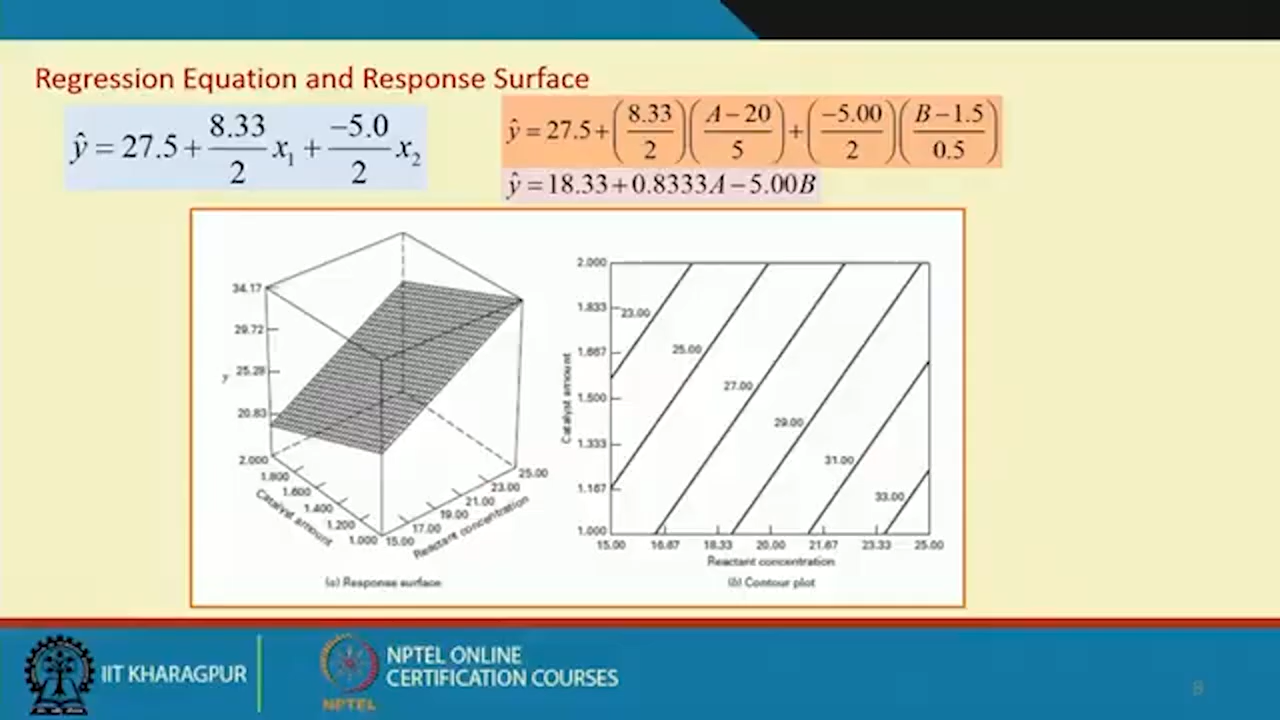 Regression Equation and Response Surface
ŷ = 27.5 + 8.33/2 x₁ + −5.0/2 x₂
ŷ = 27.5 + (8.33/2)(A−20/5) + (−5.00/2)(B−1.5/0.5)
ŷ = 18.33 + 0.8333A − 5.00B
34.17
29.72
25.28
y
20.83
2.000
1.800
1.600
1.400
1.200
1.000
Catalyst amount
15.00
17.00
19.00
21.00
23.00
25.00
Reactant concentration
(a) Response surface
2.000
1.833
1.667
1.500
1.333
1.167
1.000
Catalyst amount
23.00
25.00
27.00
29.00
31.00
33.00
15.00 16.67 18.33 20.00 21.67 23.33 25.00
Reactant concentration
(b) Contour plot
IIT KHARAGPUR
NPTEL
NPTEL ONLINE
CERTIFICATION COURSES
8